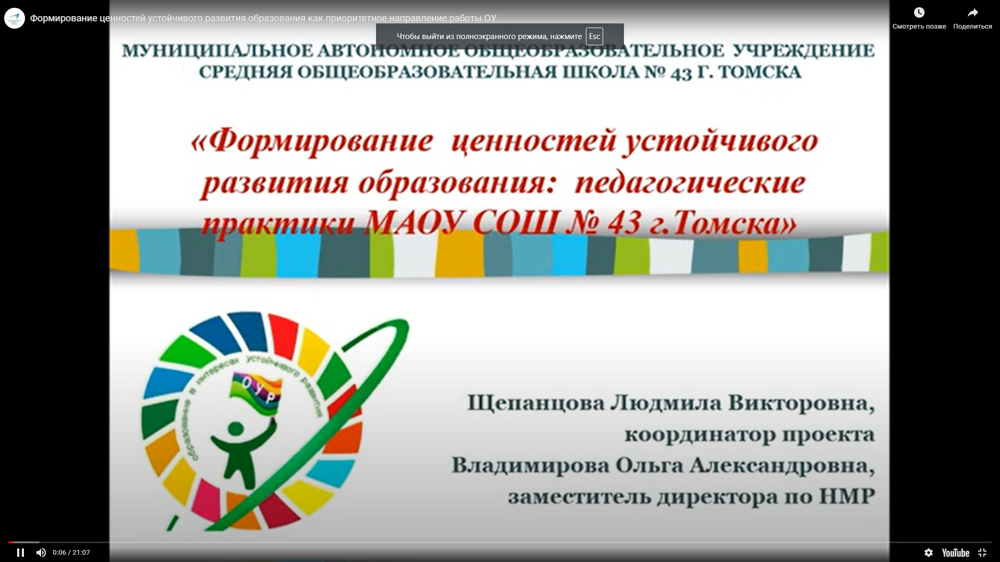 Формирование ценностей устойчивого развития образования как приоритетное направление работы ОУ
Смотреть позже
Поделиться
Чтобы выйти из полноэкранного режима, нажмите Esc
МУНИЦИПАЛЬНОЕ АВТОНОМНОЕ ОБЩЕОБРАЗОВАТЕЛЬНОЕ УЧРЕЖДЕНИЕ
СРЕДНЯЯ ОБЩЕОБРАЗОВАТЕЛЬНАЯ ШКОЛА № 43 Г. ТОМСКА
«Формирование ценностей устойчивого
развития образования: педагогические
практики МАОУ СОШ № 43 г.Томска»
образование в интересах устойчивого развития
ОУР
Щепанцова Людмила Викторовна,
координатор проекта
Владимирова Ольга Александровна,
заместитель директора по НМР
0:06 / 21:07
YouTube